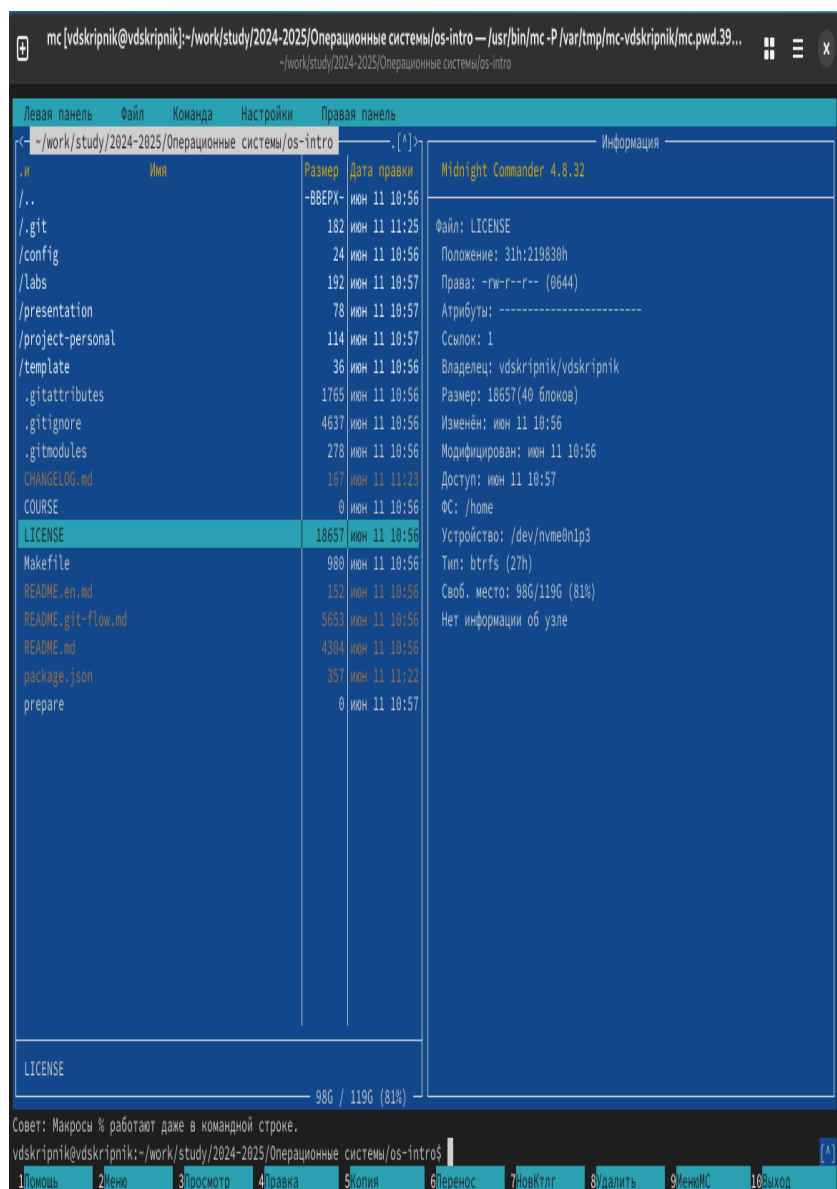 mc [vdskripnik@vdskripnik]:~/work/study/2024-2025/Операционные системы/os-intro — /usr/bin/mc -P /var/tmp/mc-vdskripnik/mc.pwd.39...
~/work/study/2024-2025/Операционные системы/os-intro
Левая панель Файл Команда Настройки Правая панель
<- ~/work/study/2024-2025/Операционные системы/os-intro .[^]>
.и Имя Размер Дата правки
/.. -ВВЕРХ- июн 11 10:56
/.git 182 июн 11 11:25
/config 24 июн 11 10:56
/labs 192 июн 11 10:57
/presentation 78 июн 11 10:57
/project-personal 114 июн 11 10:57
/template 36 июн 11 10:56
.gitattributes 1765 июн 11 10:56
.gitignore 4637 июн 11 10:56
.gitmodules 278 июн 11 10:56
CHANGELOG.md 167 июн 11 11:23
COURSE 0 июн 11 10:56
LICENSE 18657 июн 11 10:56
Makefile 980 июн 11 10:56
README.en.md 152 июн 11 10:56
README.git-flow.md 5653 июн 11 10:56
README.md 4304 июн 11 10:56
package.json 357 июн 11 11:22
prepare 0 июн 11 10:57
LICENSE
98G / 119G (81%)
Информация
Midnight Commander 4.8.32
Файл: LICENSE
Положение: 31h:219830h
Права: -rw-r--r-- (0644)
Атрибуты: -------------------------
Ссылок: 1
Владелец: vdskripnik/vdskripnik
Размер: 18657(40 блоков)
Изменён: июн 11 10:56
Модифицирован: июн 11 10:56
Доступ: июн 11 10:57
ФС: /home
Устройство: /dev/nvme0n1p3
Тип: btrfs (27h)
Своб. место: 98G/119G (81%)
Нет информации об узле
Совет: Макросы % работают даже в командной строке.
vdskripnik@vdskripnik:~/work/study/2024-2025/Операционные системы/os-intro$ [^]
1Помощь 2Меню 3Просмотр 4Правка 5Копия 6Перенос 7НовКтлг 8Удалить 9МенюMC 10Выход